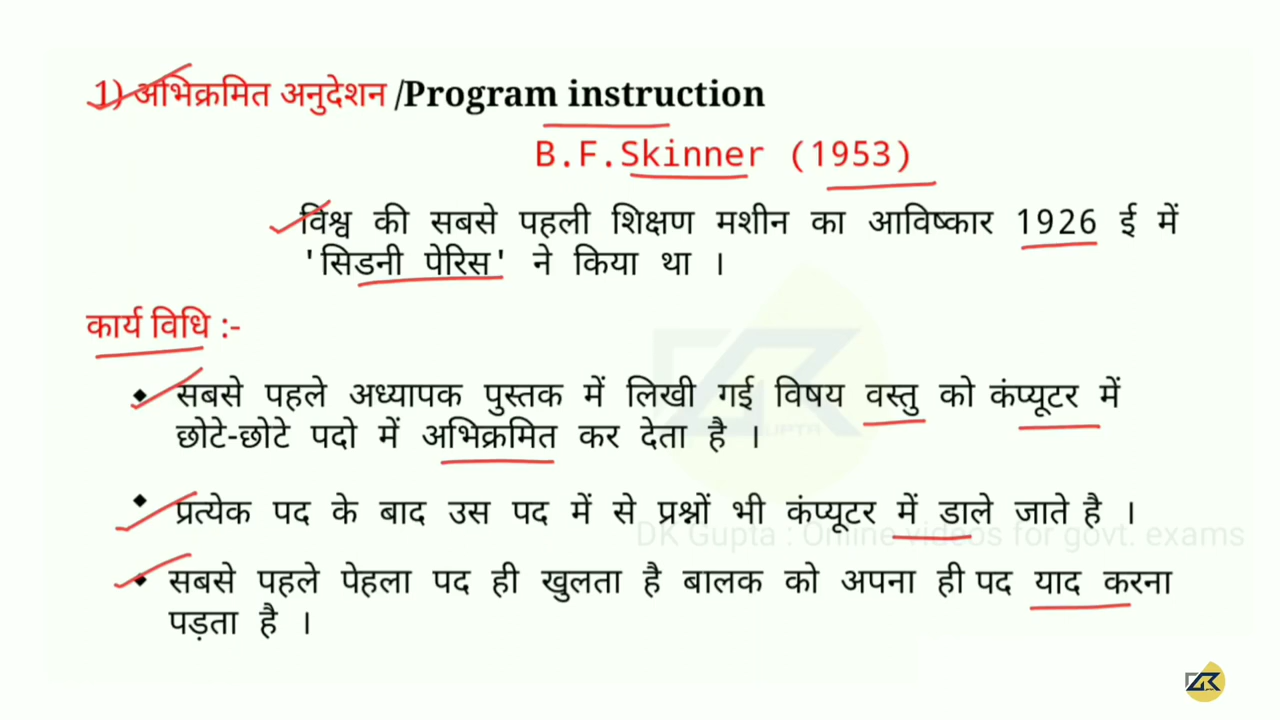 1) अभिक्रमित अनुदेशन /Program instruction
B.F.Skinner (1953)
विश्व की सबसे पहली शिक्षण मशीन का आविष्कार 1926 ई में
'सिडनी पेरिस' ने किया था ।
कार्य विधि :-
◆ सबसे पहले अध्यापक पुस्तक में लिखी गई विषय वस्तु को कंप्यूटर में
छोटे-छोटे पदो में अभिक्रमित कर देता है ।
◆ प्रत्येक पद के बाद उस पद में से प्रश्नों भी कंप्यूटर में डाले जाते है ।
DK Gupta : Online videos for govt. exams
◆ सबसे पहले पेहला पद ही खुलता है बालक को अपना ही पद याद करना
पड़ता है ।